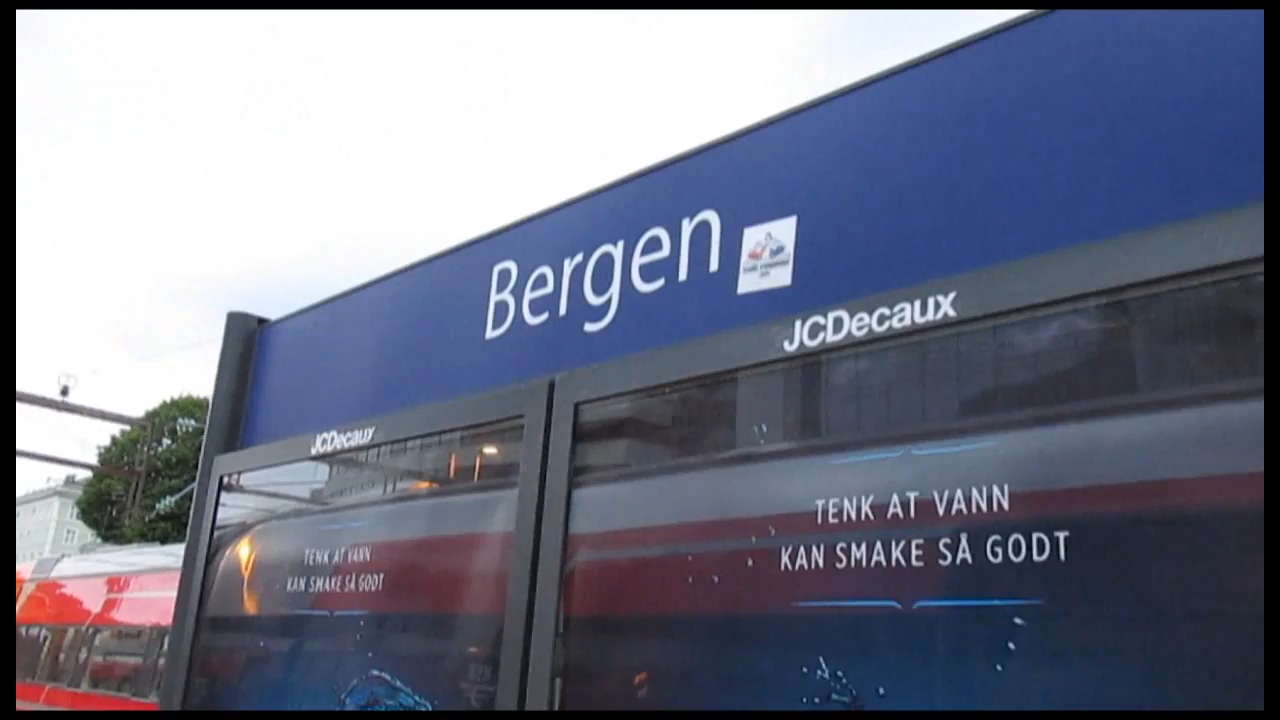 Bergen
JCDecaux
JCDecaux
TENK AT VANN
KAN SMAKE SÅ GODT
TENK AT VANN
KAN SMAKE SÅ GODT